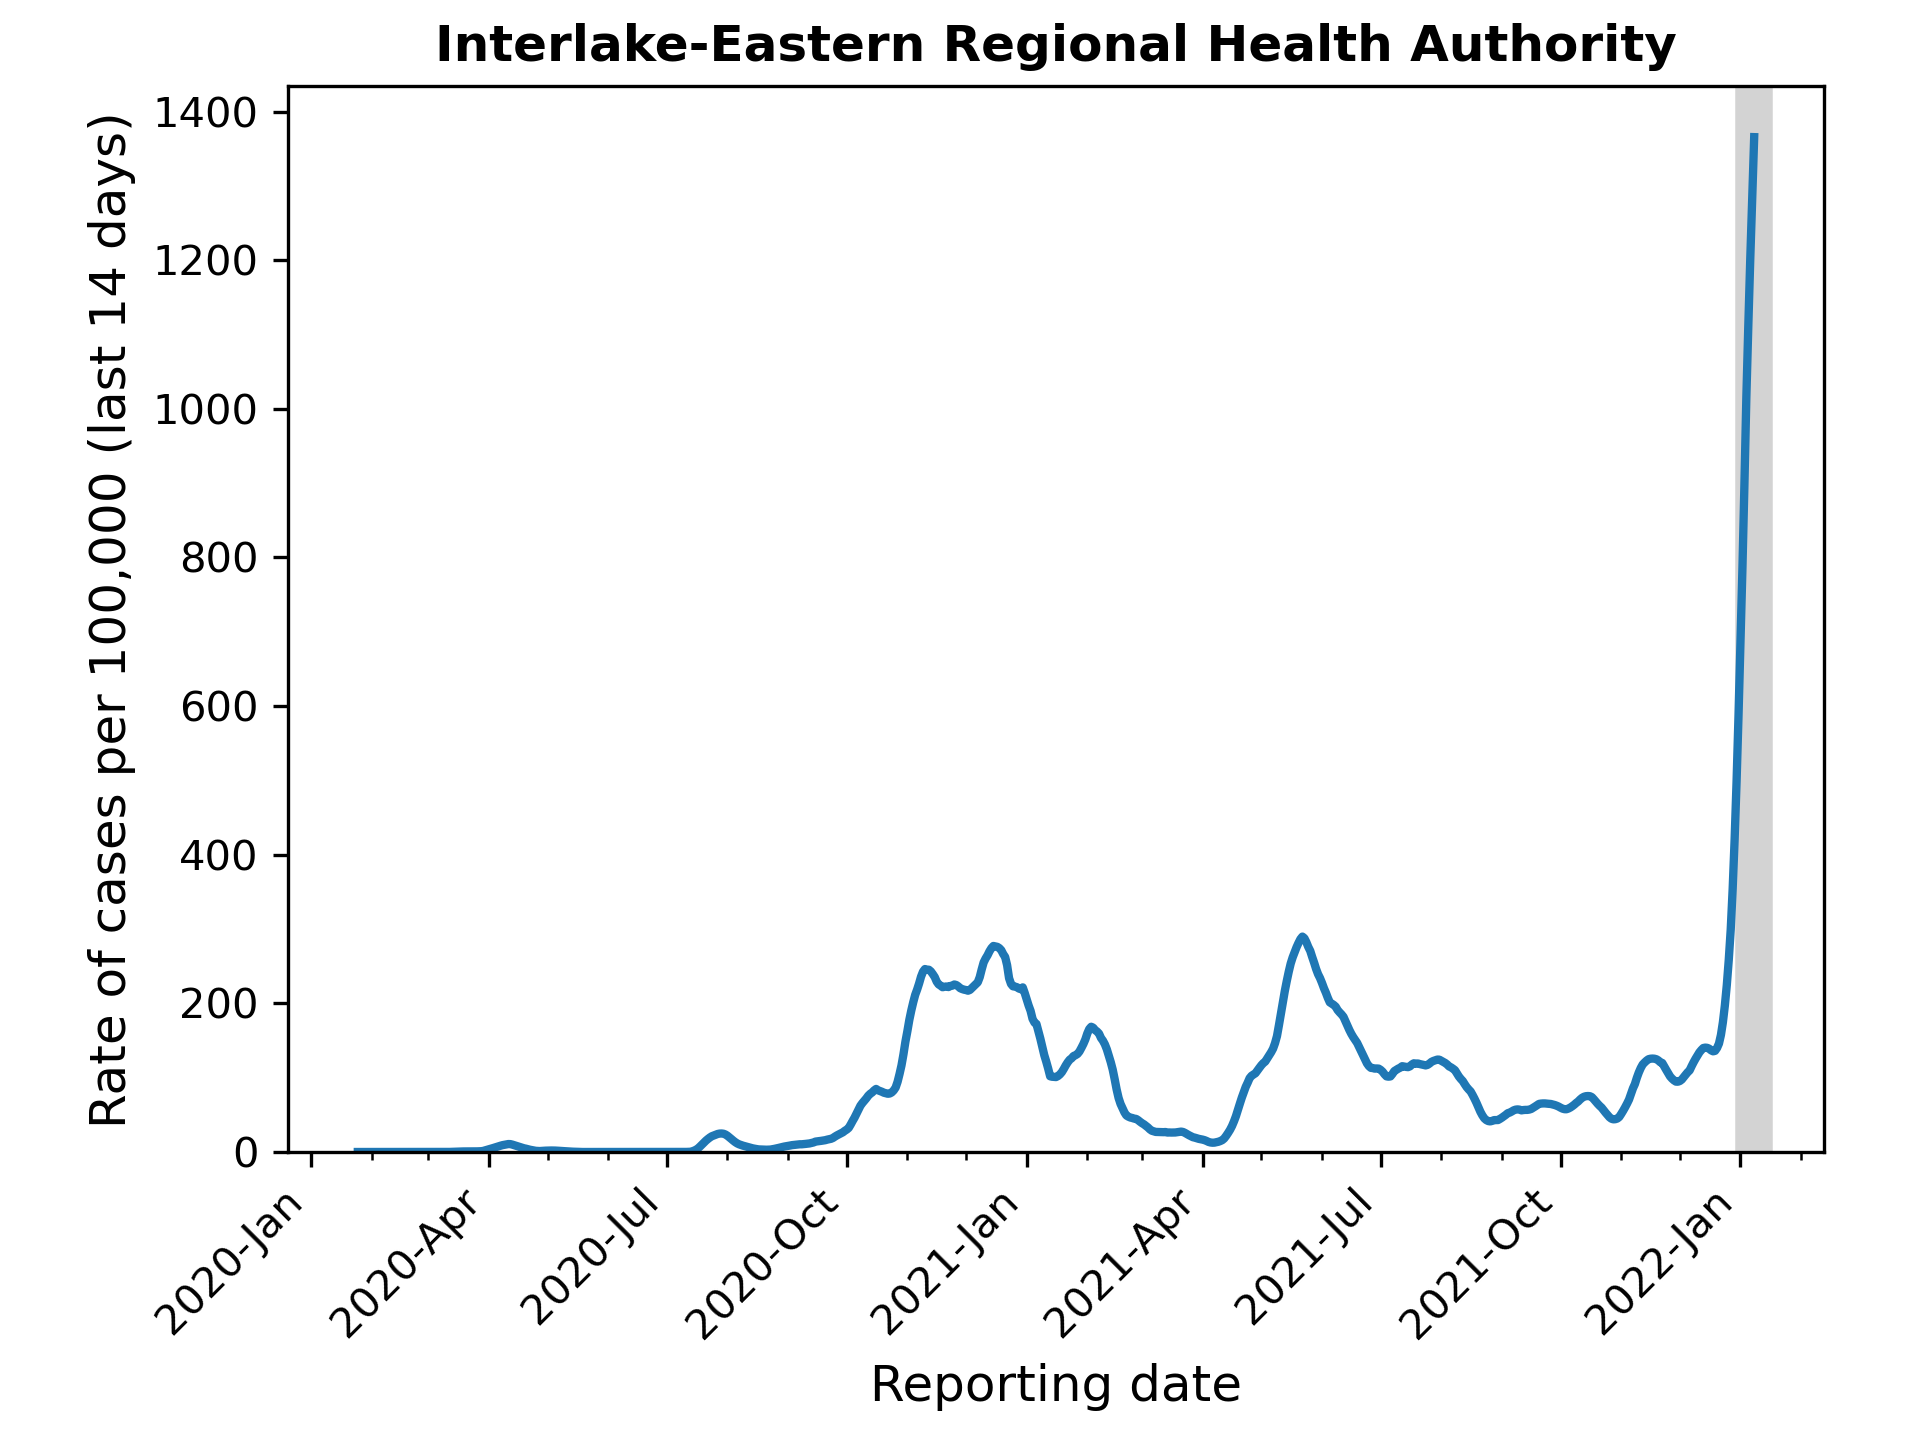 Interlake-Eastern Regional Health Authority
Rate of cases per 100,000 (last 14 days)
1400
1200
1000
800
600
400
200
0
2020-Jan
2020-Apr
2020-Jul
2020-Oct
2021-Jan
2021-Apr
2021-Jul
2021-Oct
2022-Jan
Reporting date